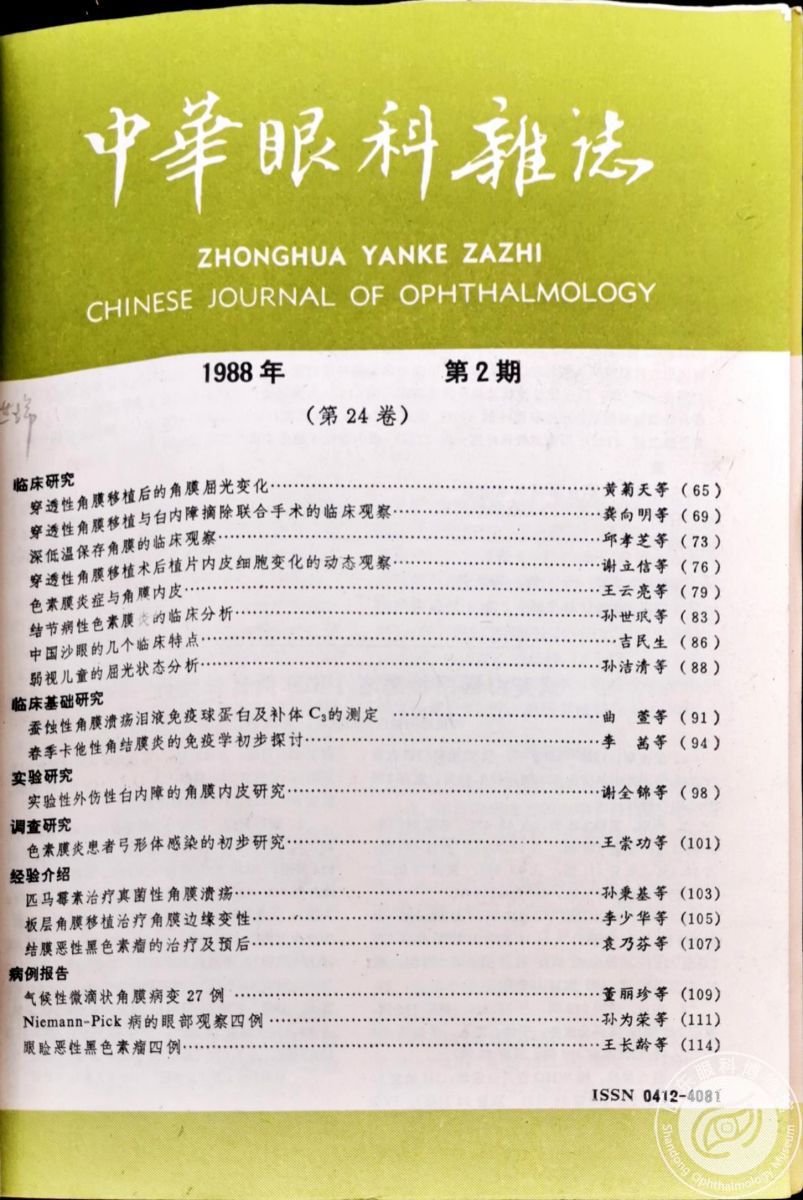 中華眼科雜誌
ZHONGHUA YANKE ZAZHI
CHINESE JOURNAL OF OPHTHALMOLOGY
1988年 第2期
（第24卷）
临床研究
穿透性角膜移植后的角膜屈光变化……黄菊天等（65）
穿透性角膜移植与白内障摘除联合手术的临床观察……龚向明等（69）
深低温保存角膜的临床观察……邱孝芝等（73）
穿透性角膜移植术后植片内皮细胞变化的动态观察……谢立信等（76）
色素膜炎症与角膜内皮……王云亮等（79）
结节病性色素膜炎的临床分析……孙世珉等（83）
中国沙眼的几个临床特点……吉民生（86）
弱视儿童的屈光状态分析……孙洁清等（88）
临床基础研究
蚕蚀性角膜溃疡泪液免疫球蛋白及补体C₃的测定……曲萱等（91）
春季卡他性角结膜炎的免疫学初步探讨……李茜等（94）
实验研究
实验性外伤性白内障的角膜内皮研究……谢全锦等（98）
调查研究
色素膜炎患者弓形体感染的初步研究……王崇功等（101）
经验介绍
匹马霉素治疗真菌性角膜溃疡……孙秉基等（103）
板层角膜移植治疗角膜边缘变性……李少华等（105）
结膜恶性黑色素瘤的治疗及预后……袁乃芬等（107）
病例报告
气候性微滴状角膜病变27例……董丽珍等（109）
Niemann-Pick病的眼部观察四例……孙为荣等（111）
眼睑恶性黑色素瘤四例……王长龄等（114）
ISSN 0412-4081
Shandong Ophthalmology Museum